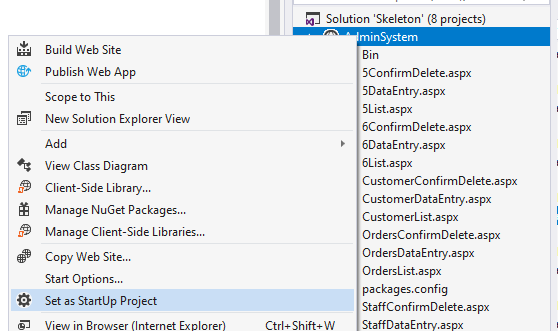 Solution 'Skeleton' (8 projects)
AdminSystem
Bin
5ConfirmDelete.aspx
5DataEntry.aspx
5List.aspx
6ConfirmDelete.aspx
6DataEntry.aspx
6List.aspx
CustomerConfirmDelete.aspx
CustomerDataEntry.aspx
CustomerList.aspx
OrdersConfirmDelete.aspx
OrdersDataEntry.aspx
OrdersList.aspx
packages.config
StaffConfirmDelete.aspx
StaffDataEntry.aspx
Build Web Site
Publish Web App
Scope to This
New Solution Explorer View
Add
View Class Diagram
Client-Side Library...
Manage NuGet Packages...
Manage Client-Side Libraries...
Copy Web Site...
Start Options...
Set as StartUp Project
View in Browser (Internet Explorer) Ctrl+Shift+W